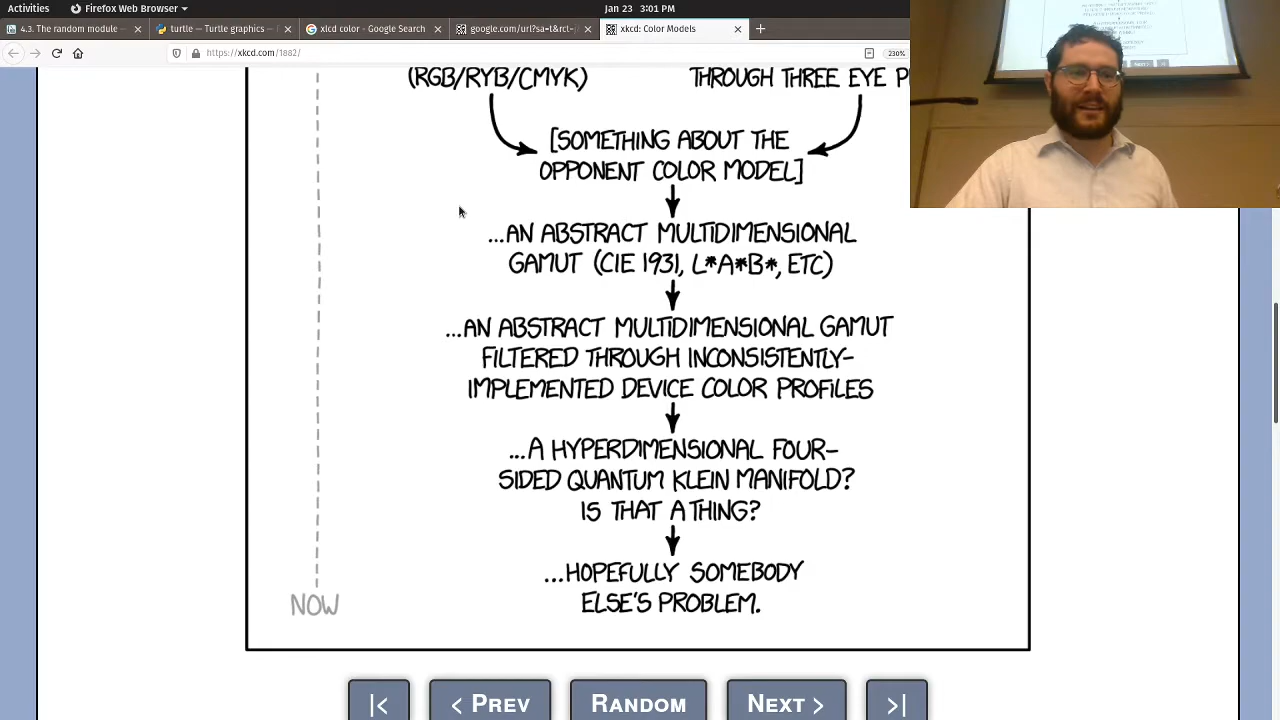 Activities
Firefox Web Browser
Jan 23 3:01 PM
4.3. The random module —
turtle — Turtle graphics —
xlcd color - Google Search
google.com/url?sa=t&rct=j
xkcd: Color Models
https://xkcd.com/1882/
230%
(RGB/RYB/CMYK)
THROUGH THREE EYE P
[SOMETHING ABOUT THE
OPPONENT COLOR MODEL]
...AN ABSTRACT MULTIDIMENSIONAL
GAMUT (CIE 1931, L*A*B*, ETC)
...AN ABSTRACT MULTIDIMENSIONAL GAMUT
FILTERED THROUGH INCONSISTENTLY-
IMPLEMENTED DEVICE COLOR PROFILES
...A HYPERDIMENSIONAL FOUR-
SIDED QUANTUM KLEIN MANIFOLD?
IS THAT A THING?
...HOPEFULLY SOMEBODY
ELSE'S PROBLEM.
NOW
|<
< PREV
RANDOM
NEXT >
>|